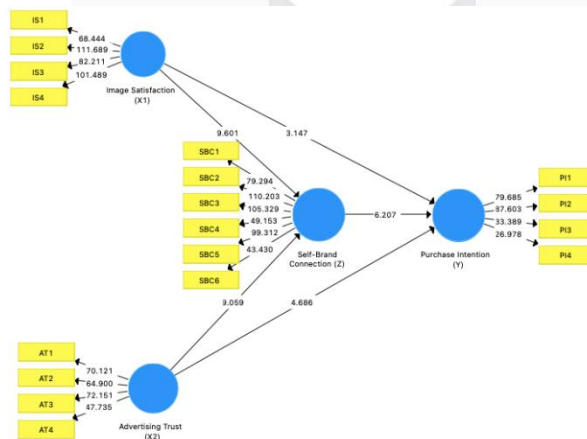 IS1
IS2
IS3
IS4
68.444
111.689
82.211
101.489
Image Satisfaction
(X1)
9.601
3.147
SBC1
SBC2
SBC3
SBC4
SBC5
SBC6
79.294
110.203
105.329
49.153
99.312
43.430
Self-Brand
Connection (Z)
6.207
Purchase Intention
(Y)
79.685
87.603
33.389
26.978
PI1
PI2
PI3
PI4
9.059
4.686
AT1
AT2
AT3
AT4
70.121
64.900
72.151
47.735
Advertising Trust
(X2)